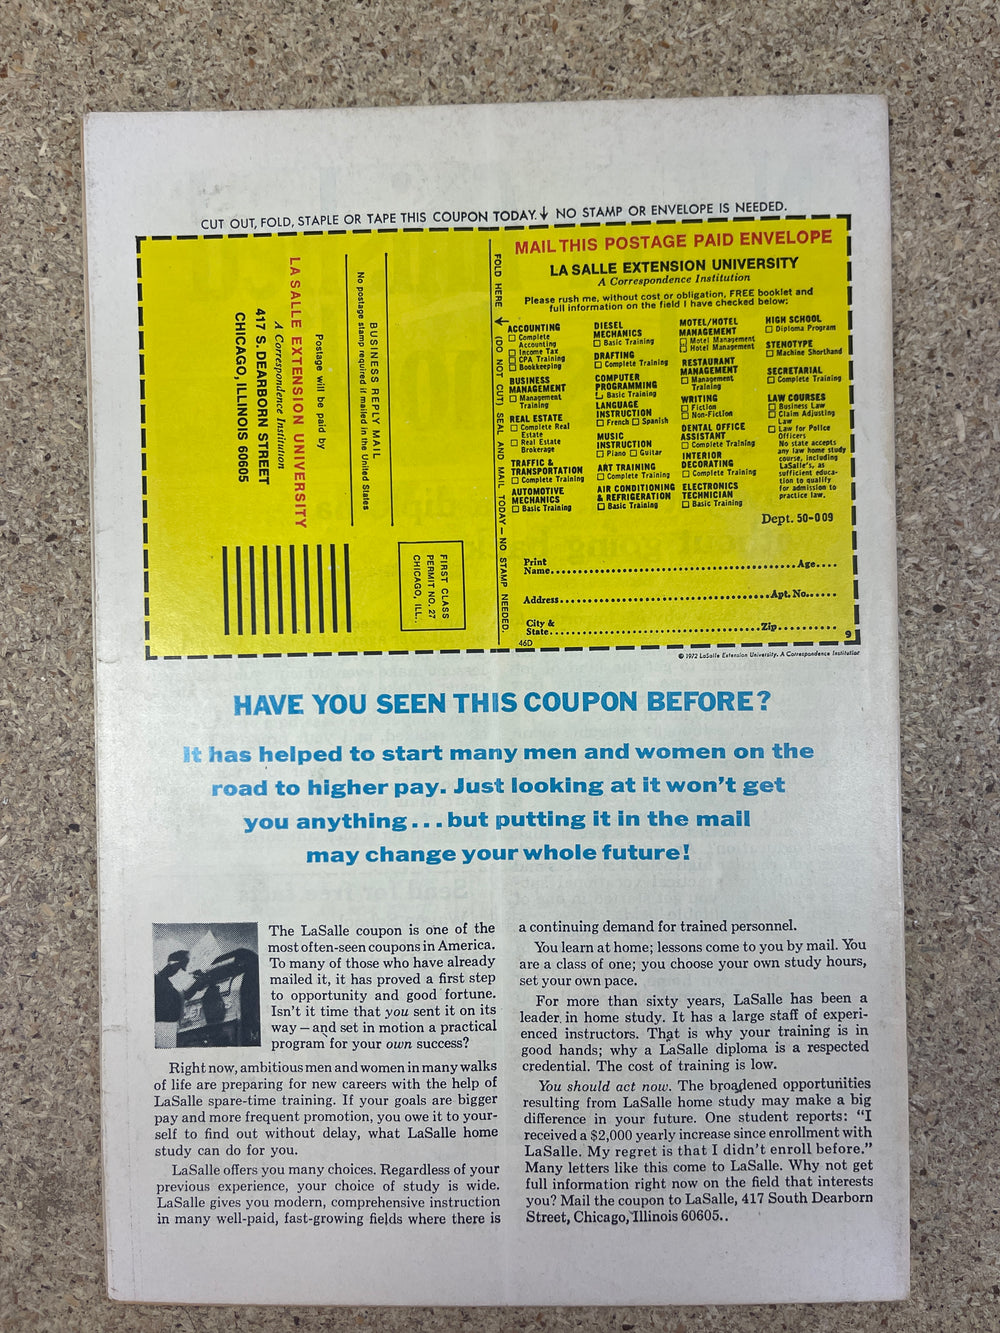 CUT OUT, FOLD, STAPLE OR TAPE THIS COUPON TODAY.↓ NO STAMP OR ENVELOPE IS NEEDED.
LA SALLE EXTENSION UNIVERSITY
A Correspondence Institution
417 S. DEARBORN STREET
CHICAGO, ILLINOIS 60605
Postage will be paid by
BUSINESS REPLY MAIL
No postage stamp required if mailed in the United States
FIRST CLASS
PERMIT NO. 27
CHICAGO, ILL.
FOLD HERE ↓ (DO NOT CUT) SEAL AND MAIL TODAY – NO STAMP NEEDED.
MAIL THIS POSTAGE PAID ENVELOPE
LA SALLE EXTENSION UNIVERSITY
A Correspondence Institution
Please rush me, without cost or obligation, FREE booklet and
full information on the field I have checked below:
ACCOUNTING
☐ Complete
Accounting
☐ Income Tax
☐ CPA Training
☐ Bookkeeping
BUSINESS
MANAGEMENT
☐ Management
Training
REAL ESTATE
☐ Complete Real
Estate
☐ Real Estate
Brokerage
TRAFFIC &
TRANSPORTATION
☐ Complete Training
AUTOMOTIVE
MECHANICS
☐ Basic Training
DIESEL
MECHANICS
☐ Basic Training
DRAFTING
☐ Complete Training
COMPUTER
PROGRAMMING
☐ Basic Training
LANGUAGE
INSTRUCTION
☐ French ☐ Spanish
MUSIC
INSTRUCTION
☐ Piano ☐ Guitar
ART TRAINING
☐ Complete Training
AIR CONDITIONING
& REFRIGERATION
☐ Basic Training
MOTEL/HOTEL
MANAGEMENT
☐ Motel Management
☐ Hotel Management
RESTAURANT
MANAGEMENT
☐ Management
Training
WRITING
☐ Fiction
☐ Non-Fiction
DENTAL OFFICE
ASSISTANT
☐ Complete Training
INTERIOR
DECORATING
☐ Complete Training
ELECTRONICS
TECHNICIAN
☐ Basic Training
HIGH SCHOOL
☐ Diploma Program
STENOTYPE
☐ Machine Shorthand
SECRETARIAL
☐ Complete Training
LAW COURSES
☐ Business Law
☐ Claim Adjusting
Law
☐ Law for Police
Officers
No state accepts
any law home study
course, including
LaSalle's, as
sufficient educa-
tion to qualify
for admission to
practice law.
Dept. 50-009
Print
Name.......... Age....
Address.......... Apt. No......
City &
State.......... Zip..........
46D
9
© 1972 LaSalle Extension University. A Correspondence Institution
HAVE YOU SEEN THIS COUPON BEFORE?
It has helped to start many men and women on the
road to higher pay. Just looking at it won't get
you anything...but putting it in the mail
may change your whole future!
The LaSalle coupon is one of the
most often-seen coupons in America.
To many of those who have already
mailed it, it has proved a first step
to opportunity and good fortune.
Isn't it time that you sent it on its
way – and set in motion a practical
program for your own success?
Right now, ambitious men and women in many walks
of life are preparing for new careers with the help of
LaSalle spare-time training. If your goals are bigger
pay and more frequent promotion, you owe it to your-
self to find out without delay, what LaSalle home
study can do for you.
LaSalle offers you many choices. Regardless of your
previous experience, your choice of study is wide.
LaSalle gives you modern, comprehensive instruction
in many well-paid, fast-growing fields where there is
a continuing demand for trained personnel.
You learn at home; lessons come to you by mail. You
are a class of one; you choose your own study hours,
set your own pace.
For more than sixty years, LaSalle has been a
leader in home study. It has a large staff of experi-
enced instructors. That is why your training is in
good hands; why a LaSalle diploma is a respected
credential. The cost of training is low.
You should act now. The broadened opportunities
resulting from LaSalle home study may make a big
difference in your future. One student reports: "I
received a $2,000 yearly increase since enrollment with
LaSalle. My regret is that I didn't enroll before."
Many letters like this come to LaSalle. Why not get
full information right now on the field that interests
you? Mail the coupon to LaSalle, 417 South Dearborn
Street, Chicago, Illinois 60605..